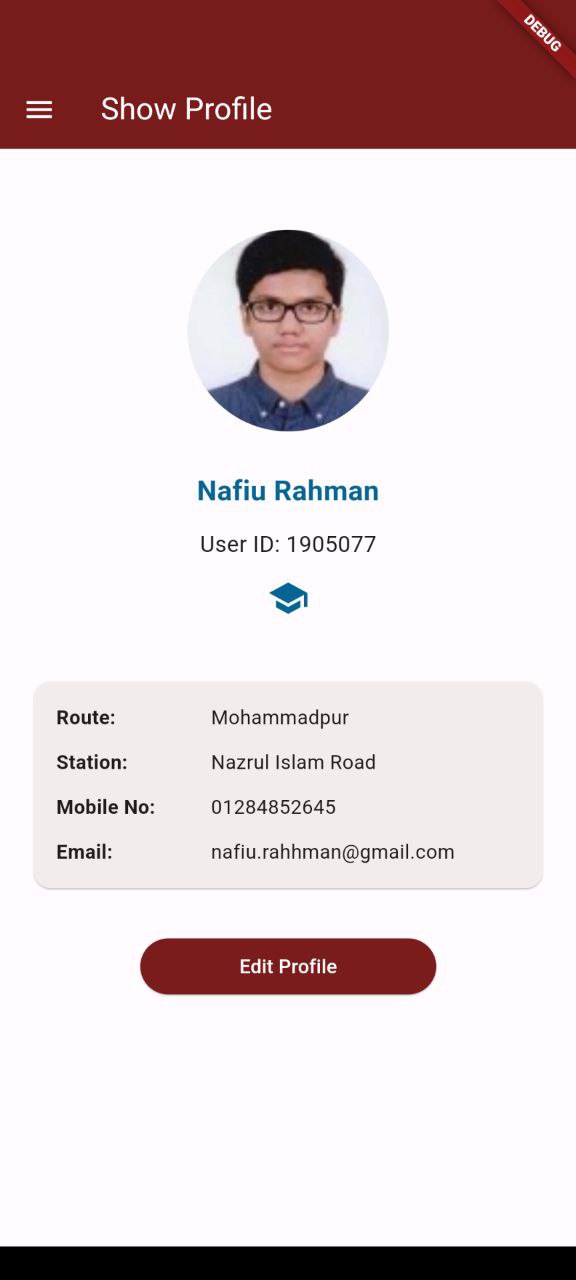 DEBUG
Show Profile
Nafiu Rahman
User ID: 1905077
Route: Mohammadpur
Station: Nazrul Islam Road
Mobile No: 01284852645
Email: nafiu.rahhman@gmail.com
Edit Profile